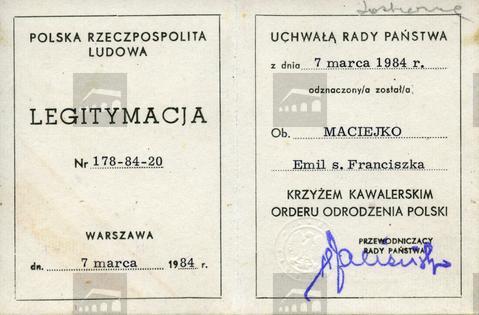 POLSKA RZECZPOSPOLITA
LUDOWA
LEGITYMACJA
Nr 178-84-20
WARSZAWA
dn. 7 marca 1984 r.
UCHWAŁĄ RADY PAŃSTWA
z dnia 7 marca 1984 r.
odznaczony/a został/a
Ob. MACIEJKO
Emil s. Franciszka
KRZYŻEM KAWALERSKIM
ORDERU ODRODZENIA POLSKI
PRZEWODNICZĄCY
RADY PAŃSTWA